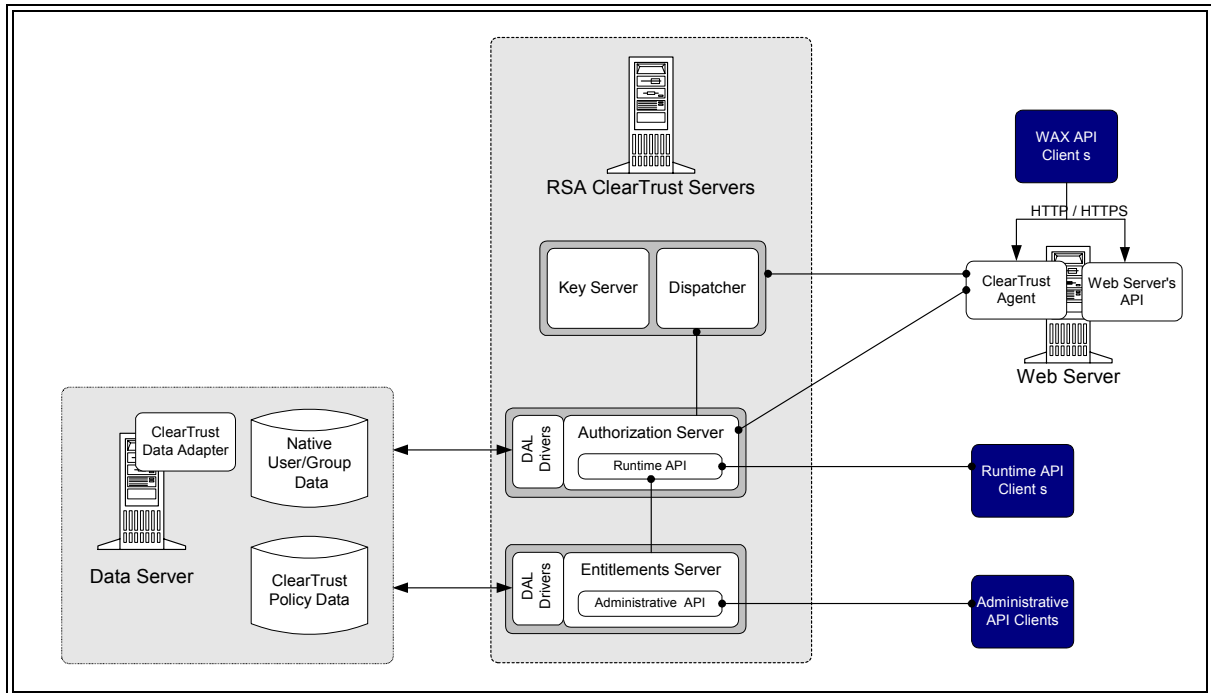 RSA ClearTrust Servers
WAX API
Client s
HTTP / HTTPS
Key Server
Dispatcher
ClearTrust
Agent
Web Server's
API
Web Server
ClearTrust
Data Adapter
Native
User/Group
Data
DAL
Drivers
Authorization Server
Runtime API
Runtime API
Client s
Data Server
ClearTrust
Policy Data
DAL
Drivers
Entitlements Server
Administrative API
Administrative
API Clients